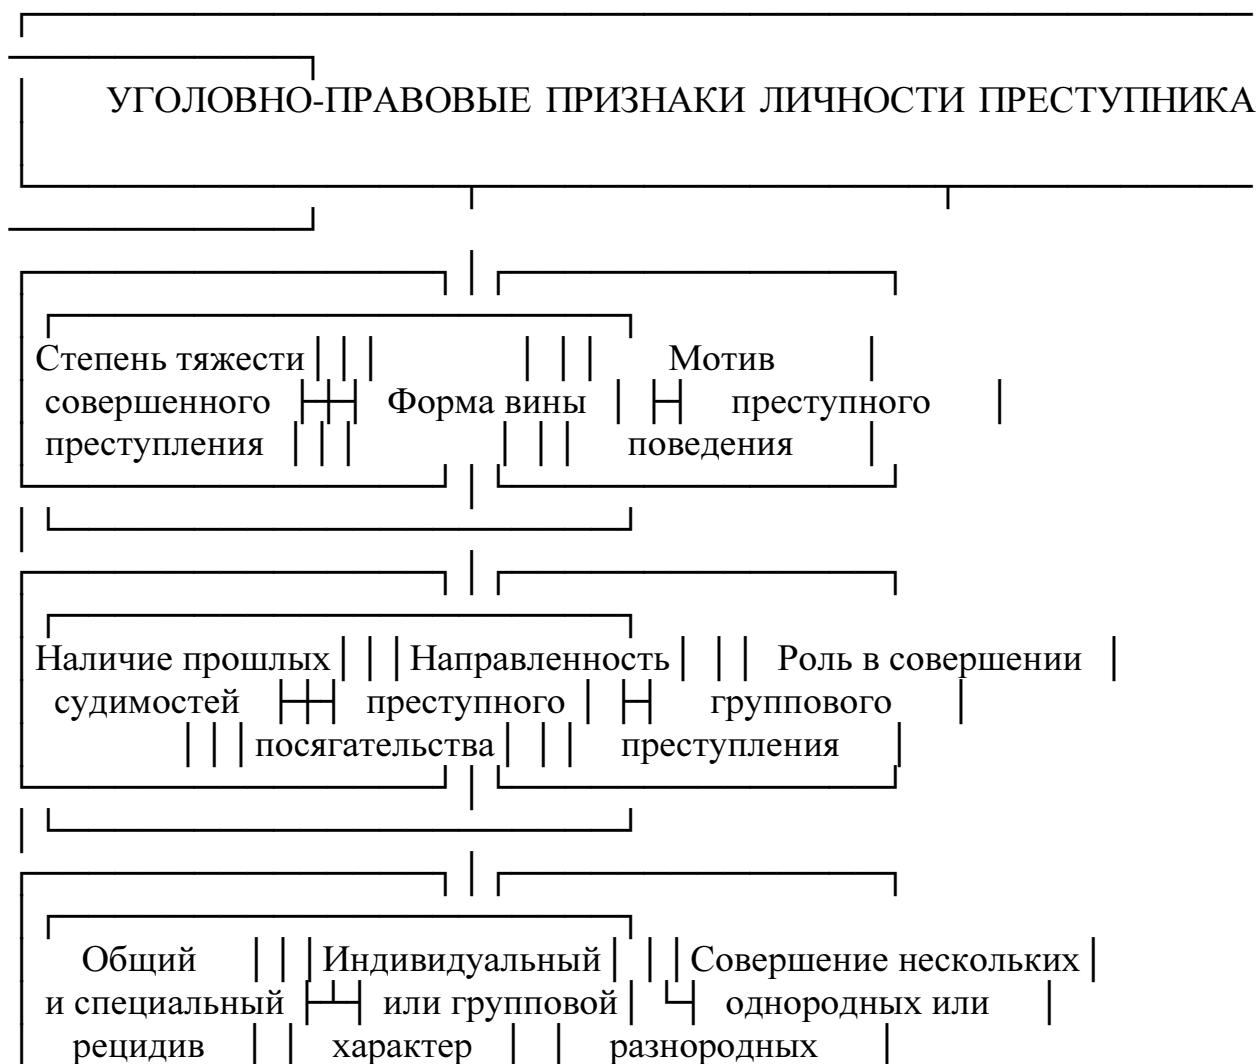 УГОЛОВНО-ПРАВОВЫЕ ПРИЗНАКИ ЛИЧНОСТИ ПРЕСТУПНИКА
Степень тяжести Мотив
совершенного Форма вины преступного
преступления поведения
Наличие прошлых Направленность Роль в совершении
судимостей преступного группового
посягательства преступления
Общий Индивидуальный Совершение нескольких
и специальный или групповой однородных или
рецидив характер разнородных